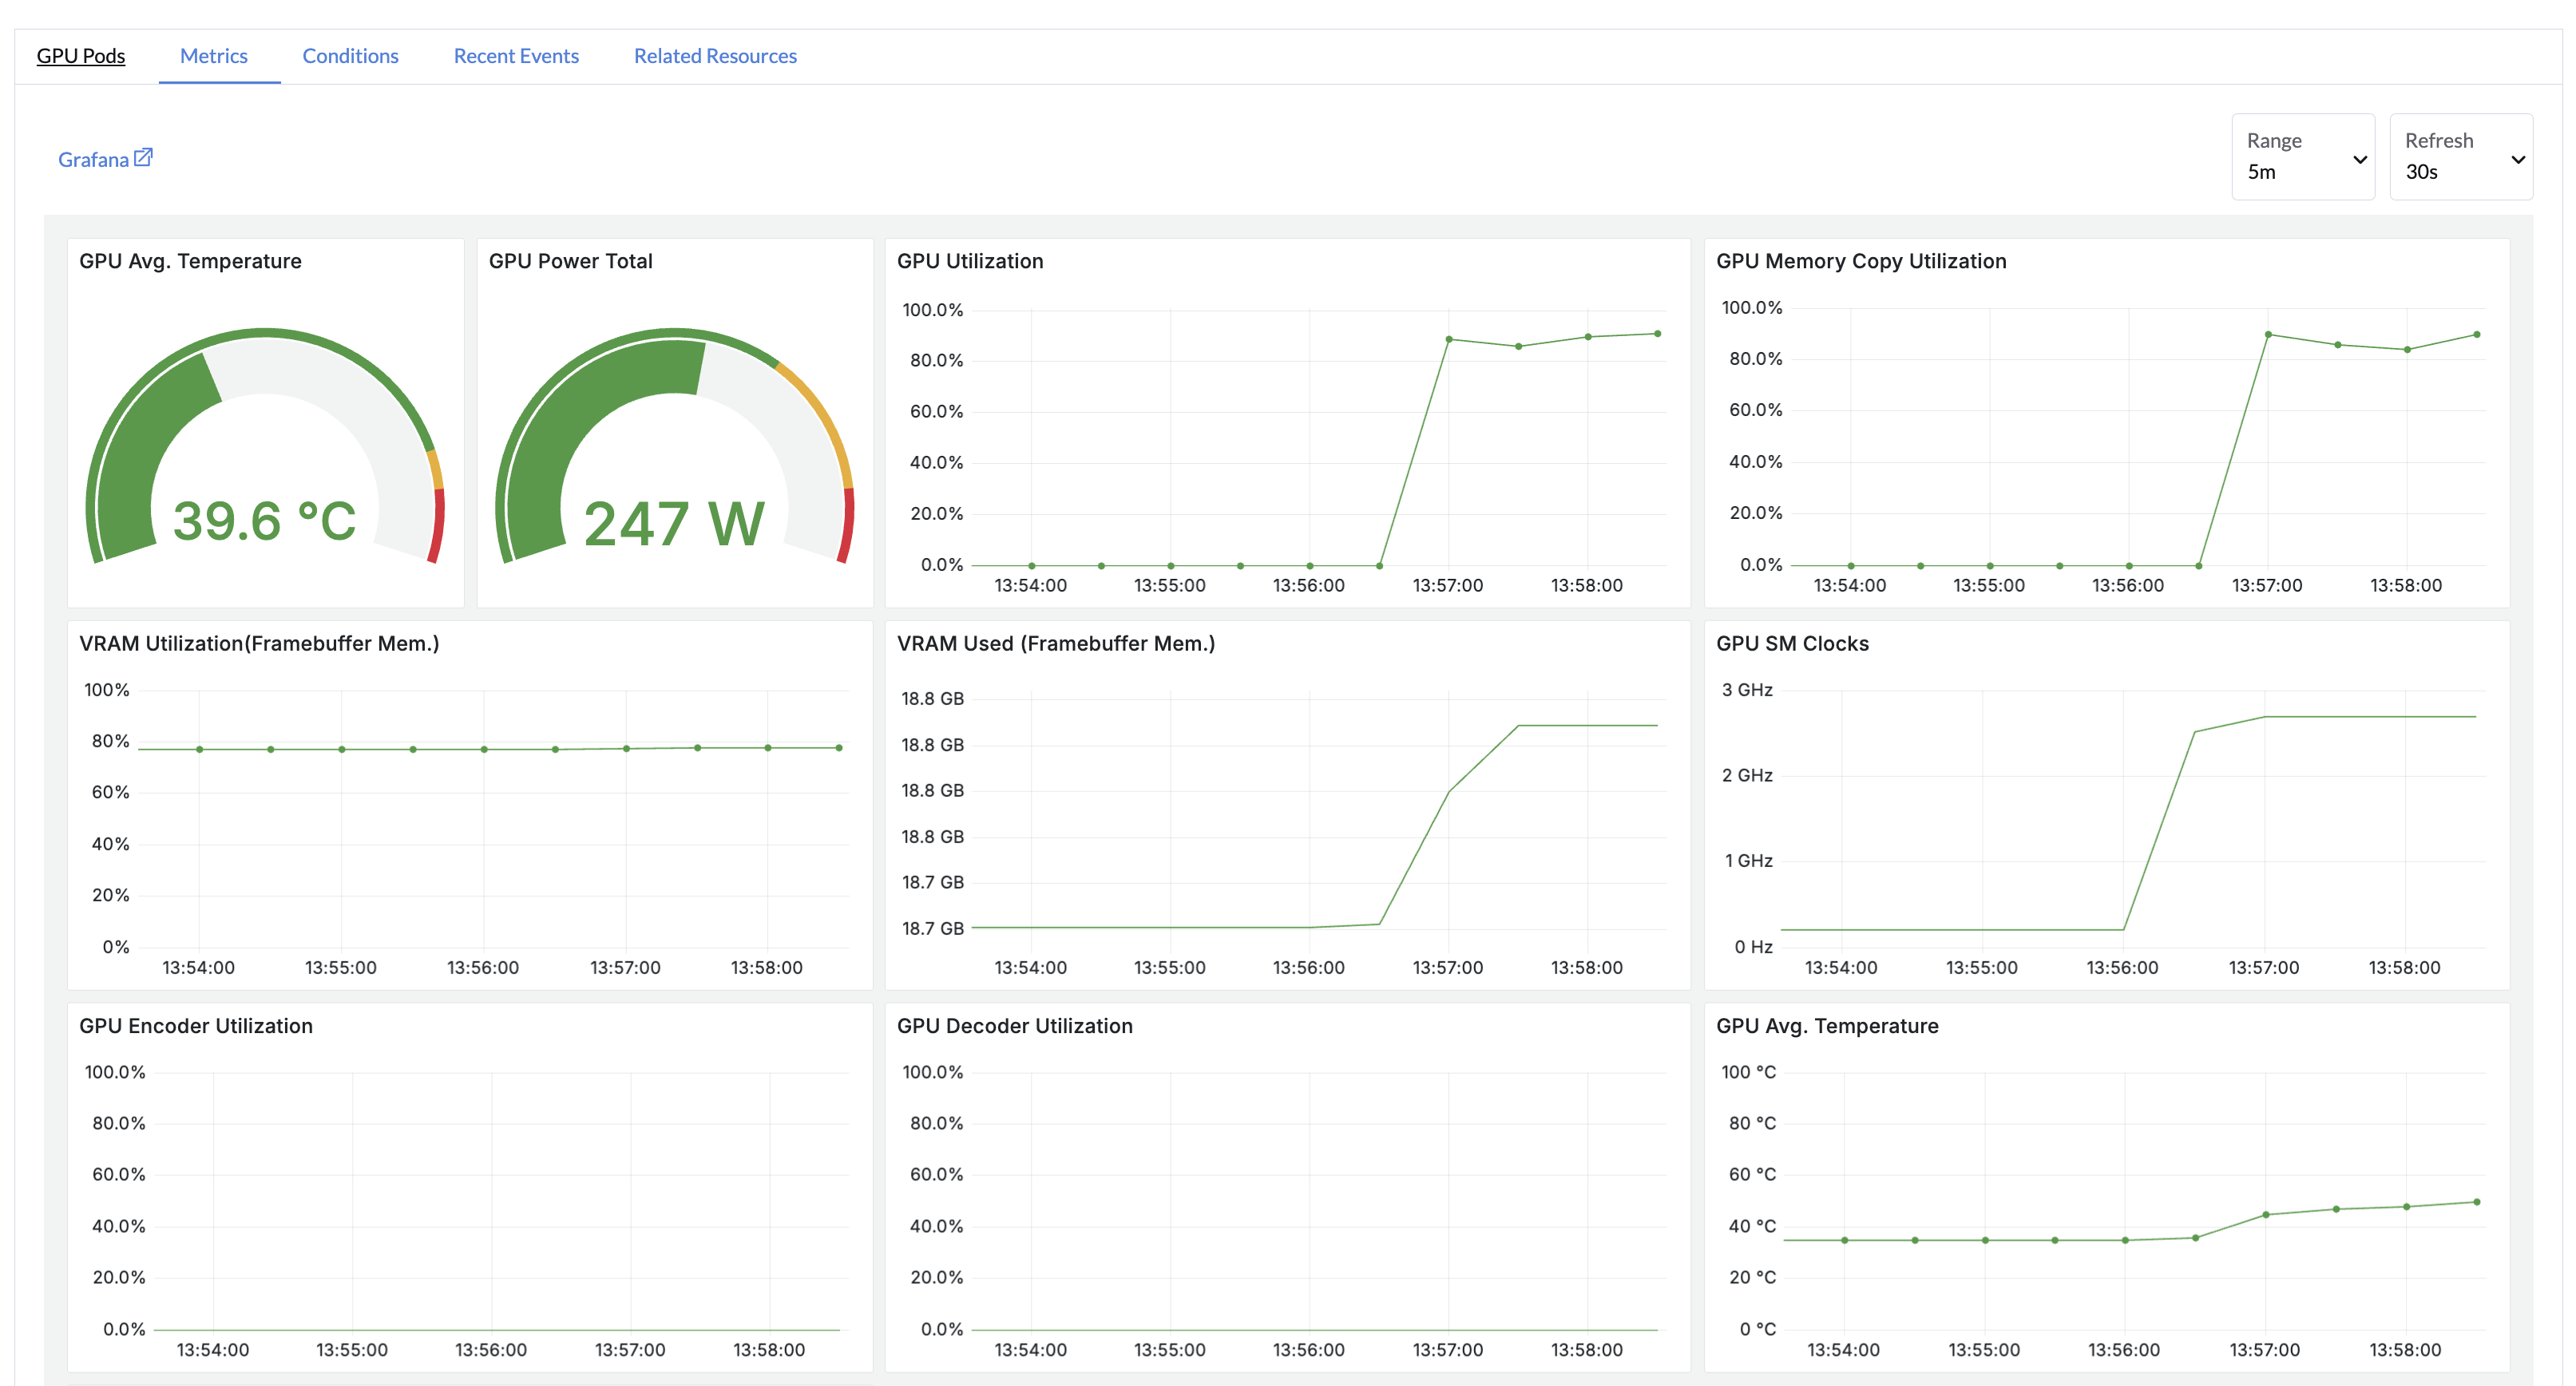 GPU Pods
Metrics
Conditions
Recent Events
Related Resources
Grafana
Range
5m
Refresh
30s
GPU Avg. Temperature
39.6 °C
GPU Power Total
247 W
GPU Utilization
100.0%
80.0%
60.0%
40.0%
20.0%
0.0%
13:54:00 13:55:00 13:56:00 13:57:00 13:58:00
GPU Memory Copy Utilization
100.0%
80.0%
60.0%
40.0%
20.0%
0.0%
13:54:00 13:55:00 13:56:00 13:57:00 13:58:00
VRAM Utilization(Framebuffer Mem.)
100%
80%
60%
40%
20%
0%
13:54:00 13:55:00 13:56:00 13:57:00 13:58:00
VRAM Used (Framebuffer Mem.)
18.8 GB
18.8 GB
18.8 GB
18.8 GB
18.7 GB
18.7 GB
13:54:00 13:55:00 13:56:00 13:57:00 13:58:00
GPU SM Clocks
3 GHz
2 GHz
1 GHz
0 Hz
13:54:00 13:55:00 13:56:00 13:57:00 13:58:00
GPU Encoder Utilization
100.0%
80.0%
60.0%
40.0%
20.0%
0.0%
13:54:00 13:55:00 13:56:00 13:57:00 13:58:00
GPU Decoder Utilization
100.0%
80.0%
60.0%
40.0%
20.0%
0.0%
13:54:00 13:55:00 13:56:00 13:57:00 13:58:00
GPU Avg. Temperature
100 °C
80 °C
60 °C
40 °C
20 °C
0 °C
13:54:00 13:55:00 13:56:00 13:57:00 13:58:00